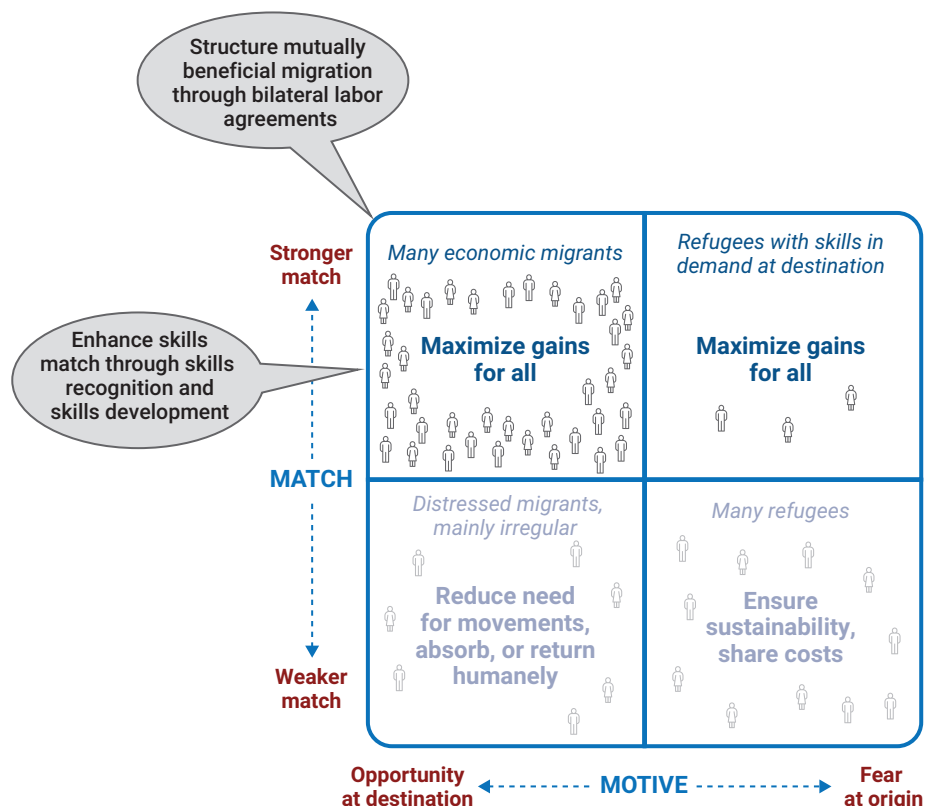 Structure mutually
beneficial migration
through bilateral labor
agreements
Stronger
match
Many economic migrants
Refugees with skills in
demand at destination
Enhance skills
match through skills
recognition and
skills development
Maximize gains
for all
Maximize gains
for all
MATCH
Distressed migrants,
mainly irregular
Many refugees
Reduce need
for movements,
absorb, or return
humanely
Ensure
sustainability,
share costs
Weaker
match
Opportunity
at destination
MOTIVE
Fear
at origin